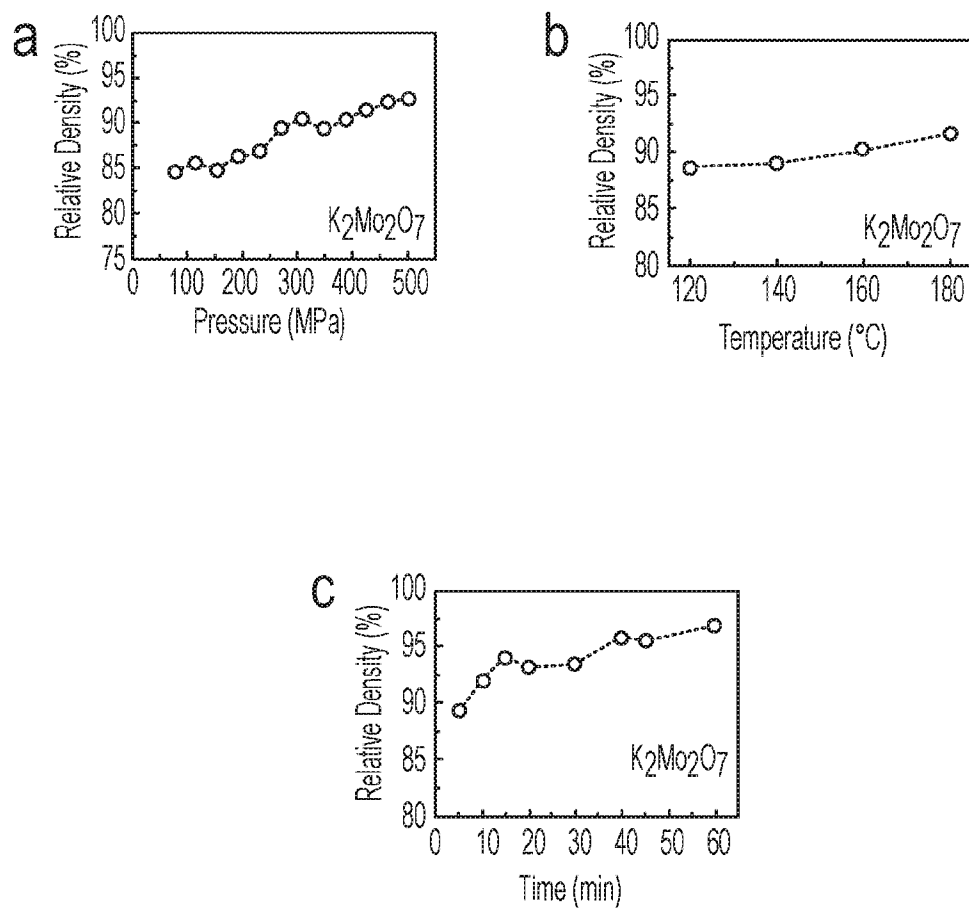 a
Relative Density (%)
100
95
90
85
80
75
K2Mo2O7
0 100 200 300 400 500
Pressure (MPa)
b
Relative Density (%)
100
95
90
85
80
K2Mo2O7
120 140 160 180
Temperature (°C)
c
Relative Density (%)
100
95
90
85
80
K2Mo2O7
0 10 20 30 40 50 60
Time (min)